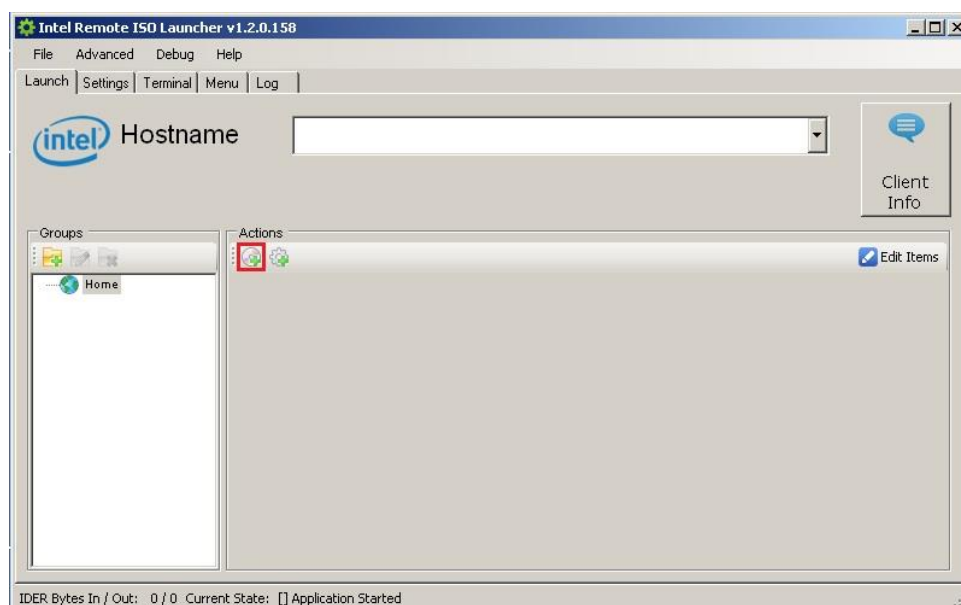 Intel Remote ISO Launcher v1.2.0.158
File Advanced Debug Help
Launch Settings Terminal Menu Log
intel Hostname
Client
Info
Groups
Actions
Edit Items
Home
IDER Bytes In / Out: 0 / 0 Current State: [] Application Started